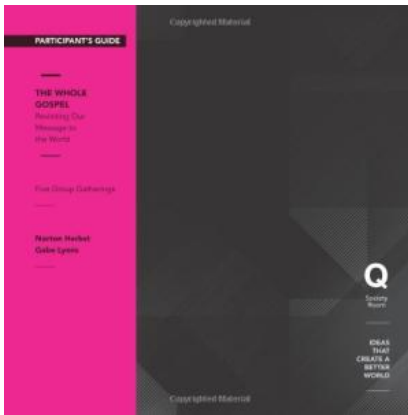 Copyrighted Material
PARTICIPANT'S GUIDE
THE WHOLE
GOSPEL
Revisiting Our
Message to
the World
Five Group Gatherings
Norton Herbst
Gabe Lyons
Q
Society
Room
IDEAS
THAT
CREATE A
BETTER
WORLD
Copyrighted Material